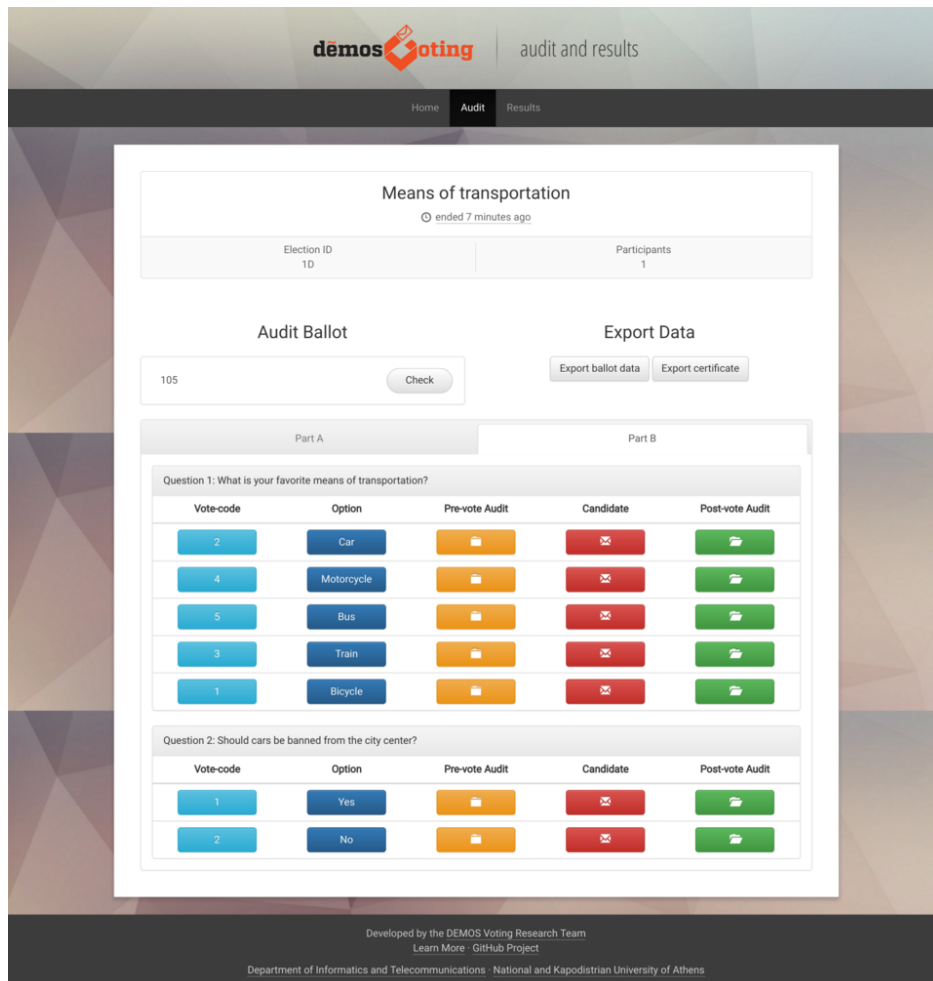 dēmos oting audit and results
Home Audit Results
Means of transportation
ended 7 minutes ago
Election ID Participants
1D 1
Audit Ballot Export Data
105 Check Export ballot data Export certificate
Part A Part B
Question 1: What is your favorite means of transportation?
Vote-code Option Pre-vote Audit Candidate Post-vote Audit
2 Car
4 Motorcycle
5 Bus
3 Train
1 Bicycle
Question 2: Should cars be banned from the city center?
Vote-code Option Pre-vote Audit Candidate Post-vote Audit
1 Yes
2 No
Developed by the DEMOS Voting Research Team
Learn More · GitHub Project
Department of Informatics and Telecommunications · National and Kapodistrian University of Athens